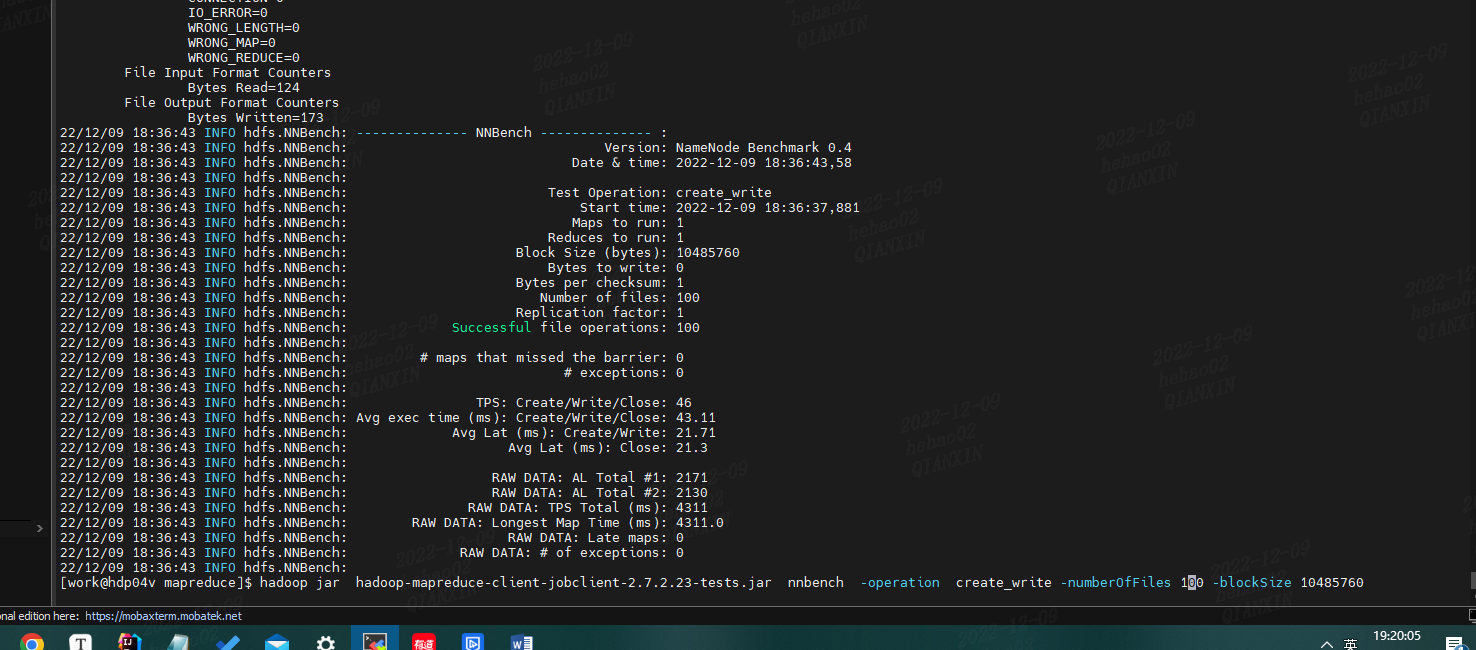 IO_ERROR=0
WRONG_LENGTH=0
WRONG_MAP=0
WRONG_REDUCE=0
File Input Format Counters
Bytes Read=124
File Output Format Counters
Bytes Written=173
22/12/09 18:36:43 INFO hdfs.NNBench: -------------- NNBench -------------- :
22/12/09 18:36:43 INFO hdfs.NNBench: Version: NameNode Benchmark 0.4
22/12/09 18:36:43 INFO hdfs.NNBench: Date & time: 2022-12-09 18:36:43,58
22/12/09 18:36:43 INFO hdfs.NNBench:
22/12/09 18:36:43 INFO hdfs.NNBench: Test Operation: create_write
22/12/09 18:36:43 INFO hdfs.NNBench: Start time: 2022-12-09 18:36:37,881
22/12/09 18:36:43 INFO hdfs.NNBench: Maps to run: 1
22/12/09 18:36:43 INFO hdfs.NNBench: Reduces to run: 1
22/12/09 18:36:43 INFO hdfs.NNBench: Block Size (bytes): 10485760
22/12/09 18:36:43 INFO hdfs.NNBench: Bytes to write: 0
22/12/09 18:36:43 INFO hdfs.NNBench: Bytes per checksum: 1
22/12/09 18:36:43 INFO hdfs.NNBench: Number of files: 100
22/12/09 18:36:43 INFO hdfs.NNBench: Replication factor: 1
22/12/09 18:36:43 INFO hdfs.NNBench: Successful file operations: 100
22/12/09 18:36:43 INFO hdfs.NNBench:
22/12/09 18:36:43 INFO hdfs.NNBench: # maps that missed the barrier: 0
22/12/09 18:36:43 INFO hdfs.NNBench: # exceptions: 0
22/12/09 18:36:43 INFO hdfs.NNBench:
22/12/09 18:36:43 INFO hdfs.NNBench: TPS: Create/Write/Close: 46
22/12/09 18:36:43 INFO hdfs.NNBench: Avg exec time (ms): Create/Write/Close: 43.11
22/12/09 18:36:43 INFO hdfs.NNBench: Avg Lat (ms): Create/Write: 21.71
22/12/09 18:36:43 INFO hdfs.NNBench: Avg Lat (ms): Close: 21.3
22/12/09 18:36:43 INFO hdfs.NNBench:
22/12/09 18:36:43 INFO hdfs.NNBench: RAW DATA: AL Total #1: 2171
22/12/09 18:36:43 INFO hdfs.NNBench: RAW DATA: AL Total #2: 2130
22/12/09 18:36:43 INFO hdfs.NNBench: RAW DATA: TPS Total (ms): 4311
22/12/09 18:36:43 INFO hdfs.NNBench: RAW DATA: Longest Map Time (ms): 4311.0
22/12/09 18:36:43 INFO hdfs.NNBench: RAW DATA: Late maps: 0
22/12/09 18:36:43 INFO hdfs.NNBench: RAW DATA: # of exceptions: 0
22/12/09 18:36:43 INFO hdfs.NNBench:
[work@hdp04v mapreduce]$ hadoop jar hadoop-mapreduce-client-jobclient-2.7.2.23-tests.jar nnbench -operation create_write -numberOfFiles 100 -blockSize 10485760
onal edition here: https://mobaxterm.mobatek.net
有道
英
19:20:05
2022-12-09
hehao02
QIANXIN